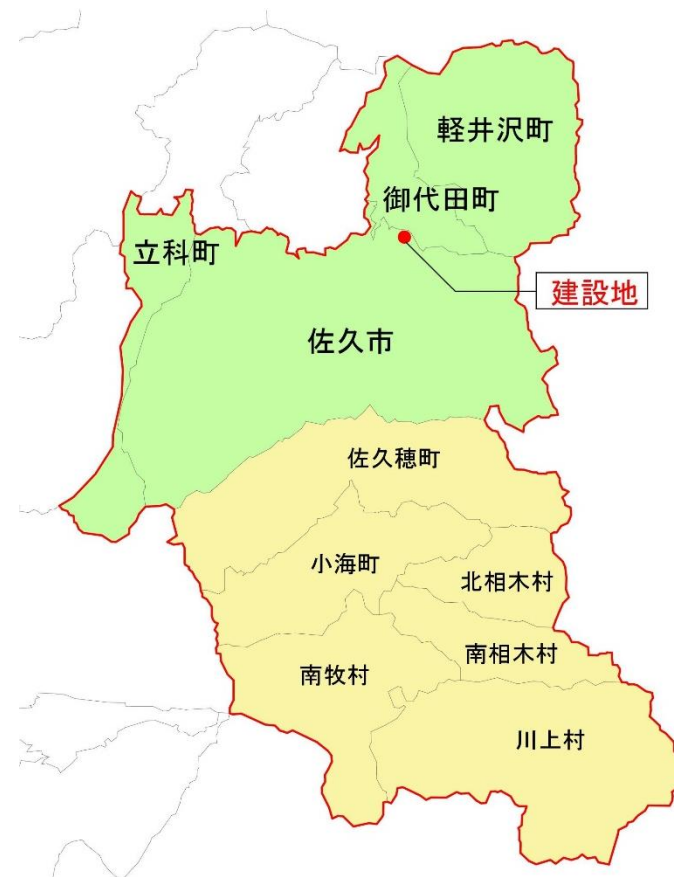 軽井沢町
御代田町
立科町
建設地
佐久市
佐久穂町
小海町
北相木村
南相木村
南牧村
川上村